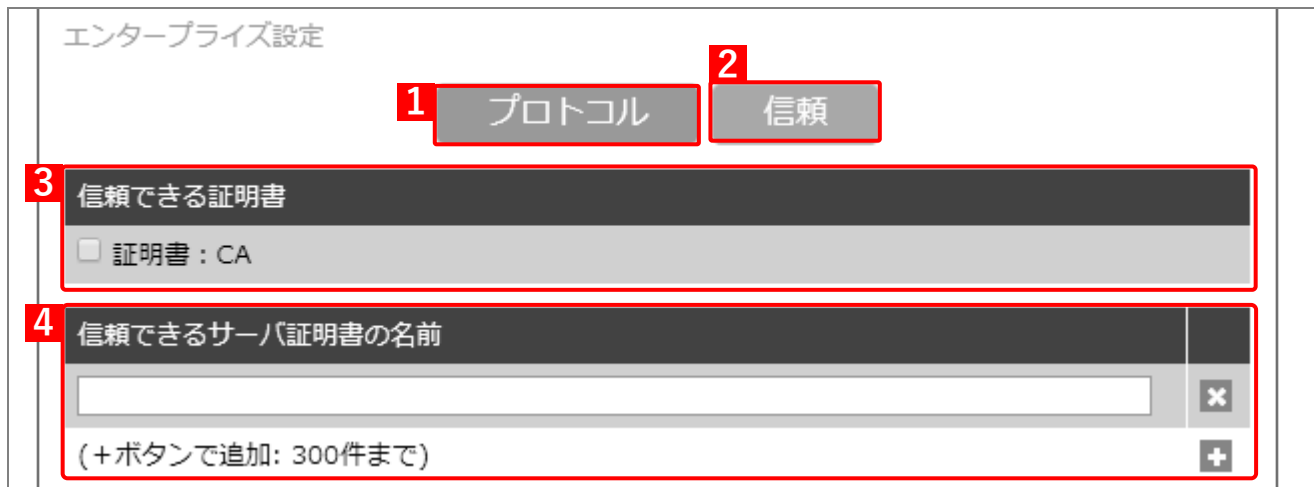 エンタープライズ設定
1 プロトコル 2 信頼
3 信頼できる証明書
証明書：CA
4 信頼できるサーバ証明書の名前
(＋ボタンで追加: 300件まで)